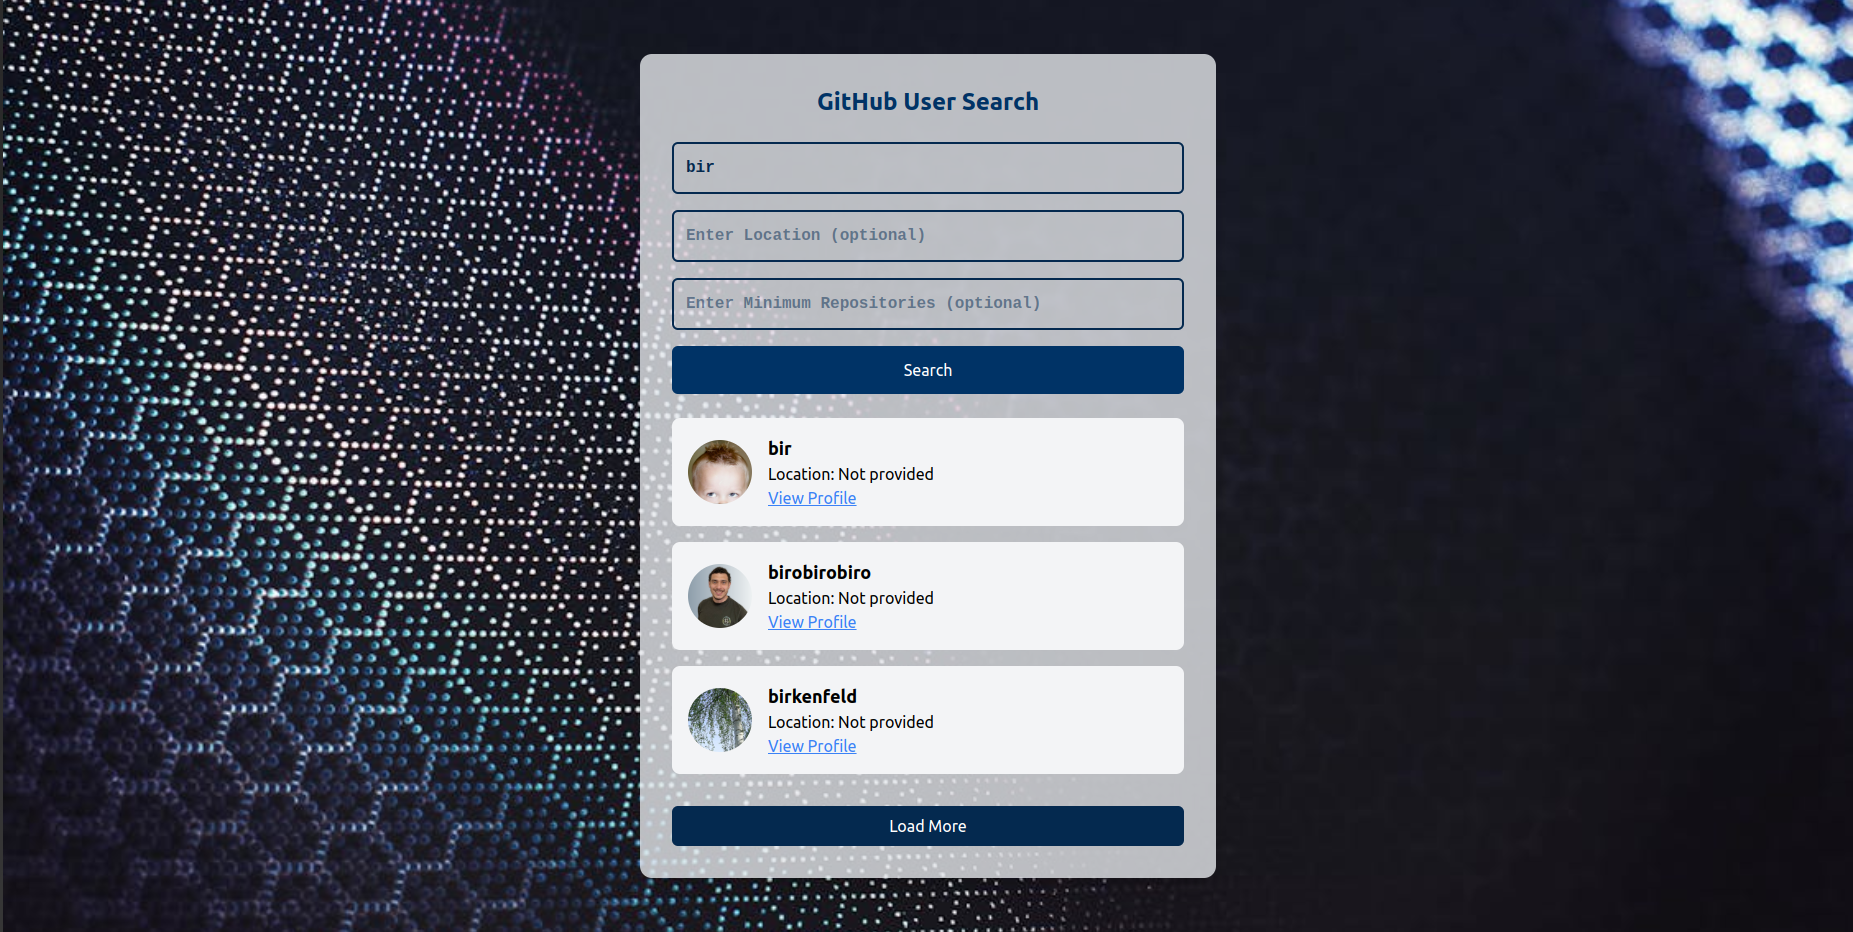 GitHub User Search
bir
Enter Location (optional)
Enter Minimum Repositories (optional)
Search
bir
Location: Not provided
View Profile
birobirobiro
Location: Not provided
View Profile
birkenfeld
Location: Not provided
View Profile
Load More